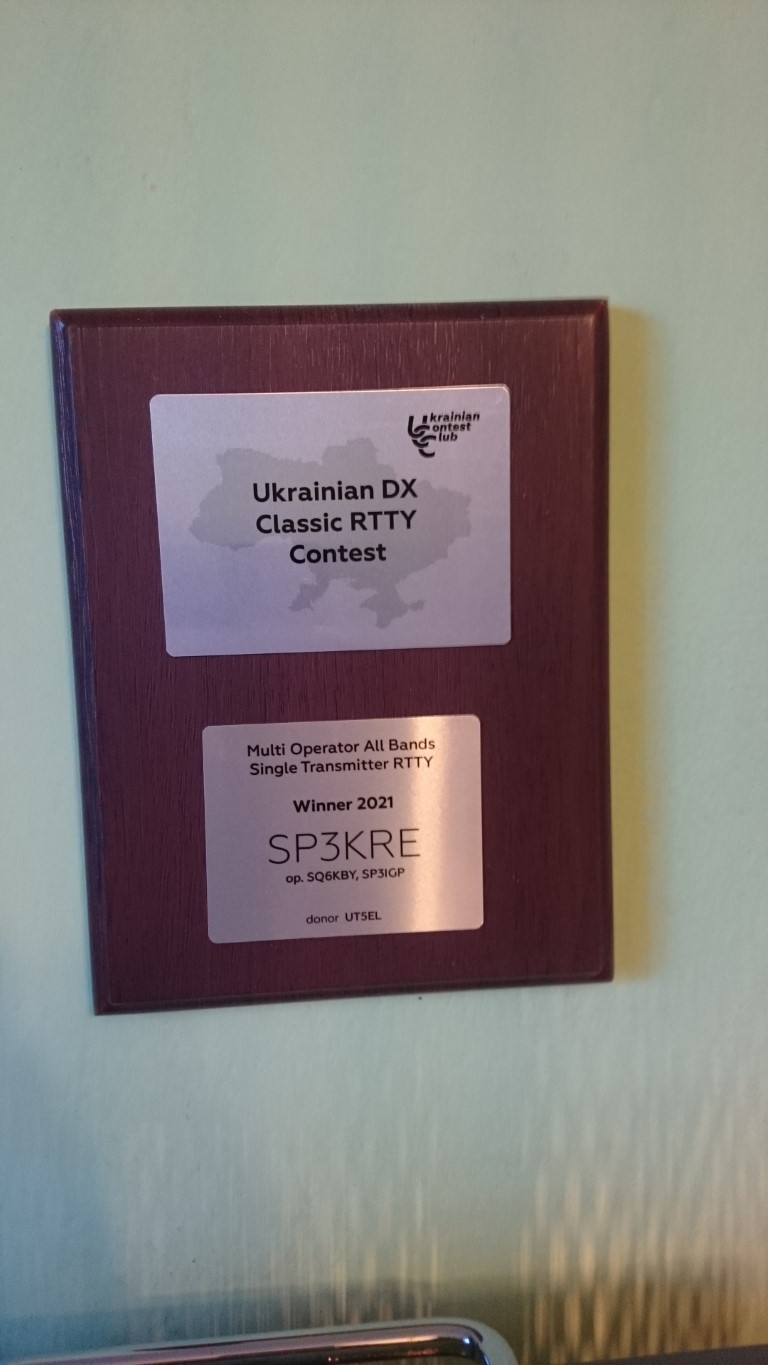 Ukrainian
Contest
Club
Ukrainian DX
Classic RTTY
Contest
Multi Operator All Bands
Single Transmitter RTTY
Winner 2021
SP3KRE
op. SQ6KBY, SP3IGP
donor UT5EL